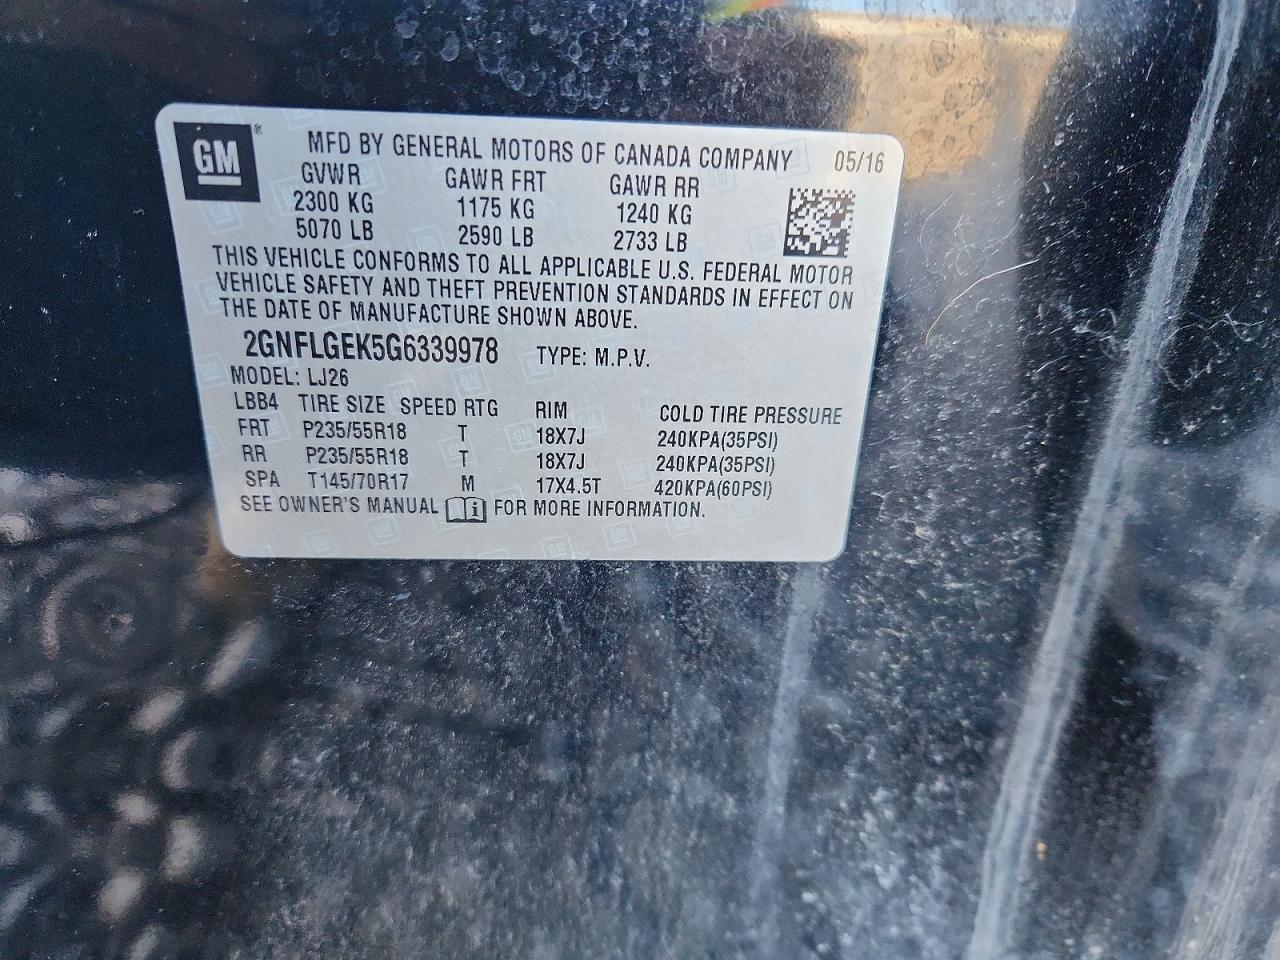 GM ® MFD BY GENERAL MOTORS OF CANADA COMPANY 05/16
GVWR GAWR FRT GAWR RR
2300 KG 1175 KG 1240 KG
5070 LB 2590 LB 2733 LB
THIS VEHICLE CONFORMS TO ALL APPLICABLE U.S. FEDERAL MOTOR
VEHICLE SAFETY AND THEFT PREVENTION STANDARDS IN EFFECT ON
THE DATE OF MANUFACTURE SHOWN ABOVE.
2GNFLGEK5G6339978 TYPE: M.P.V.
MODEL: LJ26
LBB4 TIRE SIZE SPEED RTG RIM COLD TIRE PRESSURE
FRT P235/55R18 T 18X7J 240KPA(35PSI)
RR P235/55R18 T 18X7J 240KPA(35PSI)
SPA T145/70R17 M 17X4.5T 420KPA(60PSI)
SEE OWNER'S MANUAL i FOR MORE INFORMATION.